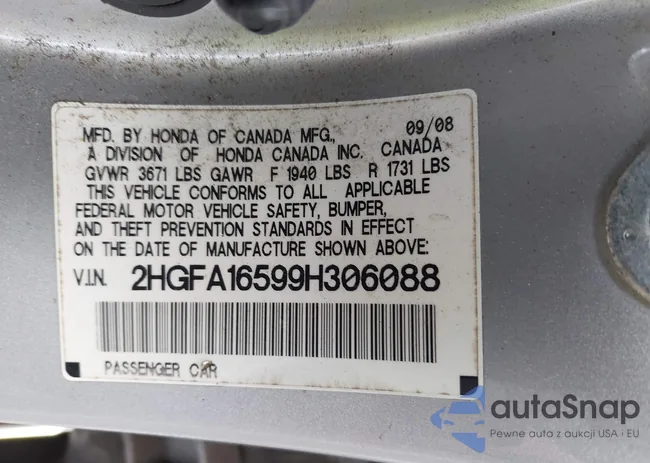 09/08
MFD. BY HONDA OF CANADA MFG.,
A DIVISION OF HONDA CANADA INC. CANADA
GVWR 3671 LBS GAWR F 1940 LBS R 1731 LBS
THIS VEHICLE CONFORMS TO ALL APPLICABLE
FEDERAL MOTOR VEHICLE SAFETY, BUMPER,
AND THEFT PREVENTION STANDARDS IN EFFECT
ON THE DATE OF MANUFACTURE SHOWN ABOVE:
V.I.N. 2HGFA16599H306088
PASSENGER CAR
autaSnap
Pewne auta z aukcji USA i EU